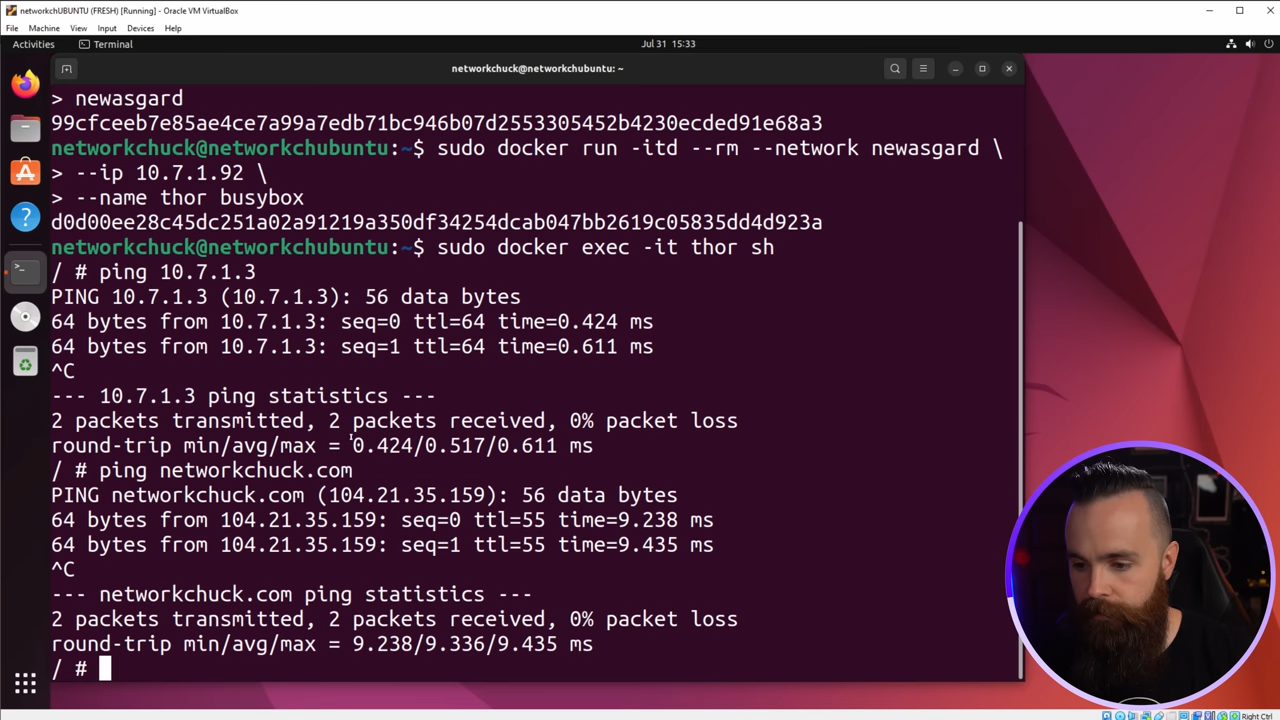 networkchUBUNTU (FRESH) [Running] - Oracle VM VirtualBox
File Machine View Input Devices Help
Activities Terminal Jul 31 15:33
networkchuck@networkchubuntu: ~
> newasgard
99cfceeb7e85ae4ce7a99a7edb71bc946b07d2553305452b4230ecded91e68a3
networkchuck@networkchubuntu:~$ sudo docker run -itd --rm --network newasgard \
> --ip 10.7.1.92 \
> --name thor busybox
d0d00ee28c45dc251a02a91219a350df34254dcab047bb2619c05835dd4d923a
networkchuck@networkchubuntu:~$ sudo docker exec -it thor sh
/ # ping 10.7.1.3
PING 10.7.1.3 (10.7.1.3): 56 data bytes
64 bytes from 10.7.1.3: seq=0 ttl=64 time=0.424 ms
64 bytes from 10.7.1.3: seq=1 ttl=64 time=0.611 ms
^C
--- 10.7.1.3 ping statistics ---
2 packets transmitted, 2 packets received, 0% packet loss
round-trip min/avg/max = 0.424/0.517/0.611 ms
/ # ping networkchuck.com
PING networkchuck.com (104.21.35.159): 56 data bytes
64 bytes from 104.21.35.159: seq=0 ttl=55 time=9.238 ms
64 bytes from 104.21.35.159: seq=1 ttl=55 time=9.435 ms
^C
--- networkchuck.com ping statistics ---
2 packets transmitted, 2 packets received, 0% packet loss
round-trip min/avg/max = 9.238/9.336/9.435 ms
/ #
Right Ctrl